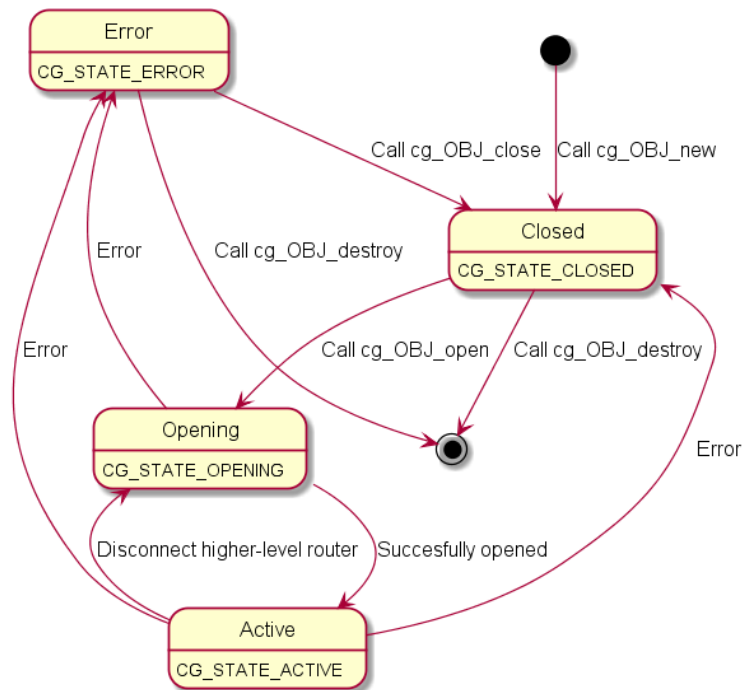 Error
CG_STATE_ERROR
Call cg_OBJ_close
Call cg_OBJ_new
Closed
CG_STATE_CLOSED
Error
Call cg_OBJ_destroy
Error
Call cg_OBJ_open
Call cg_OBJ_destroy
Opening
CG_STATE_OPENING
Error
Disconnect higher-level router
Succesfully opened
Active
CG_STATE_ACTIVE